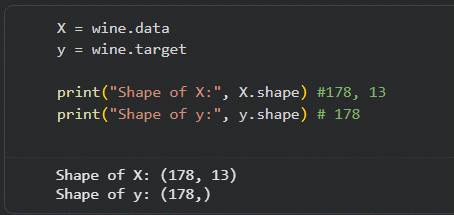 X = wine.data
y = wine.target
print("Shape of X:", X.shape) #178, 13
print("Shape of y:", y.shape) # 178
Shape of X: (178, 13)
Shape of y: (178,)